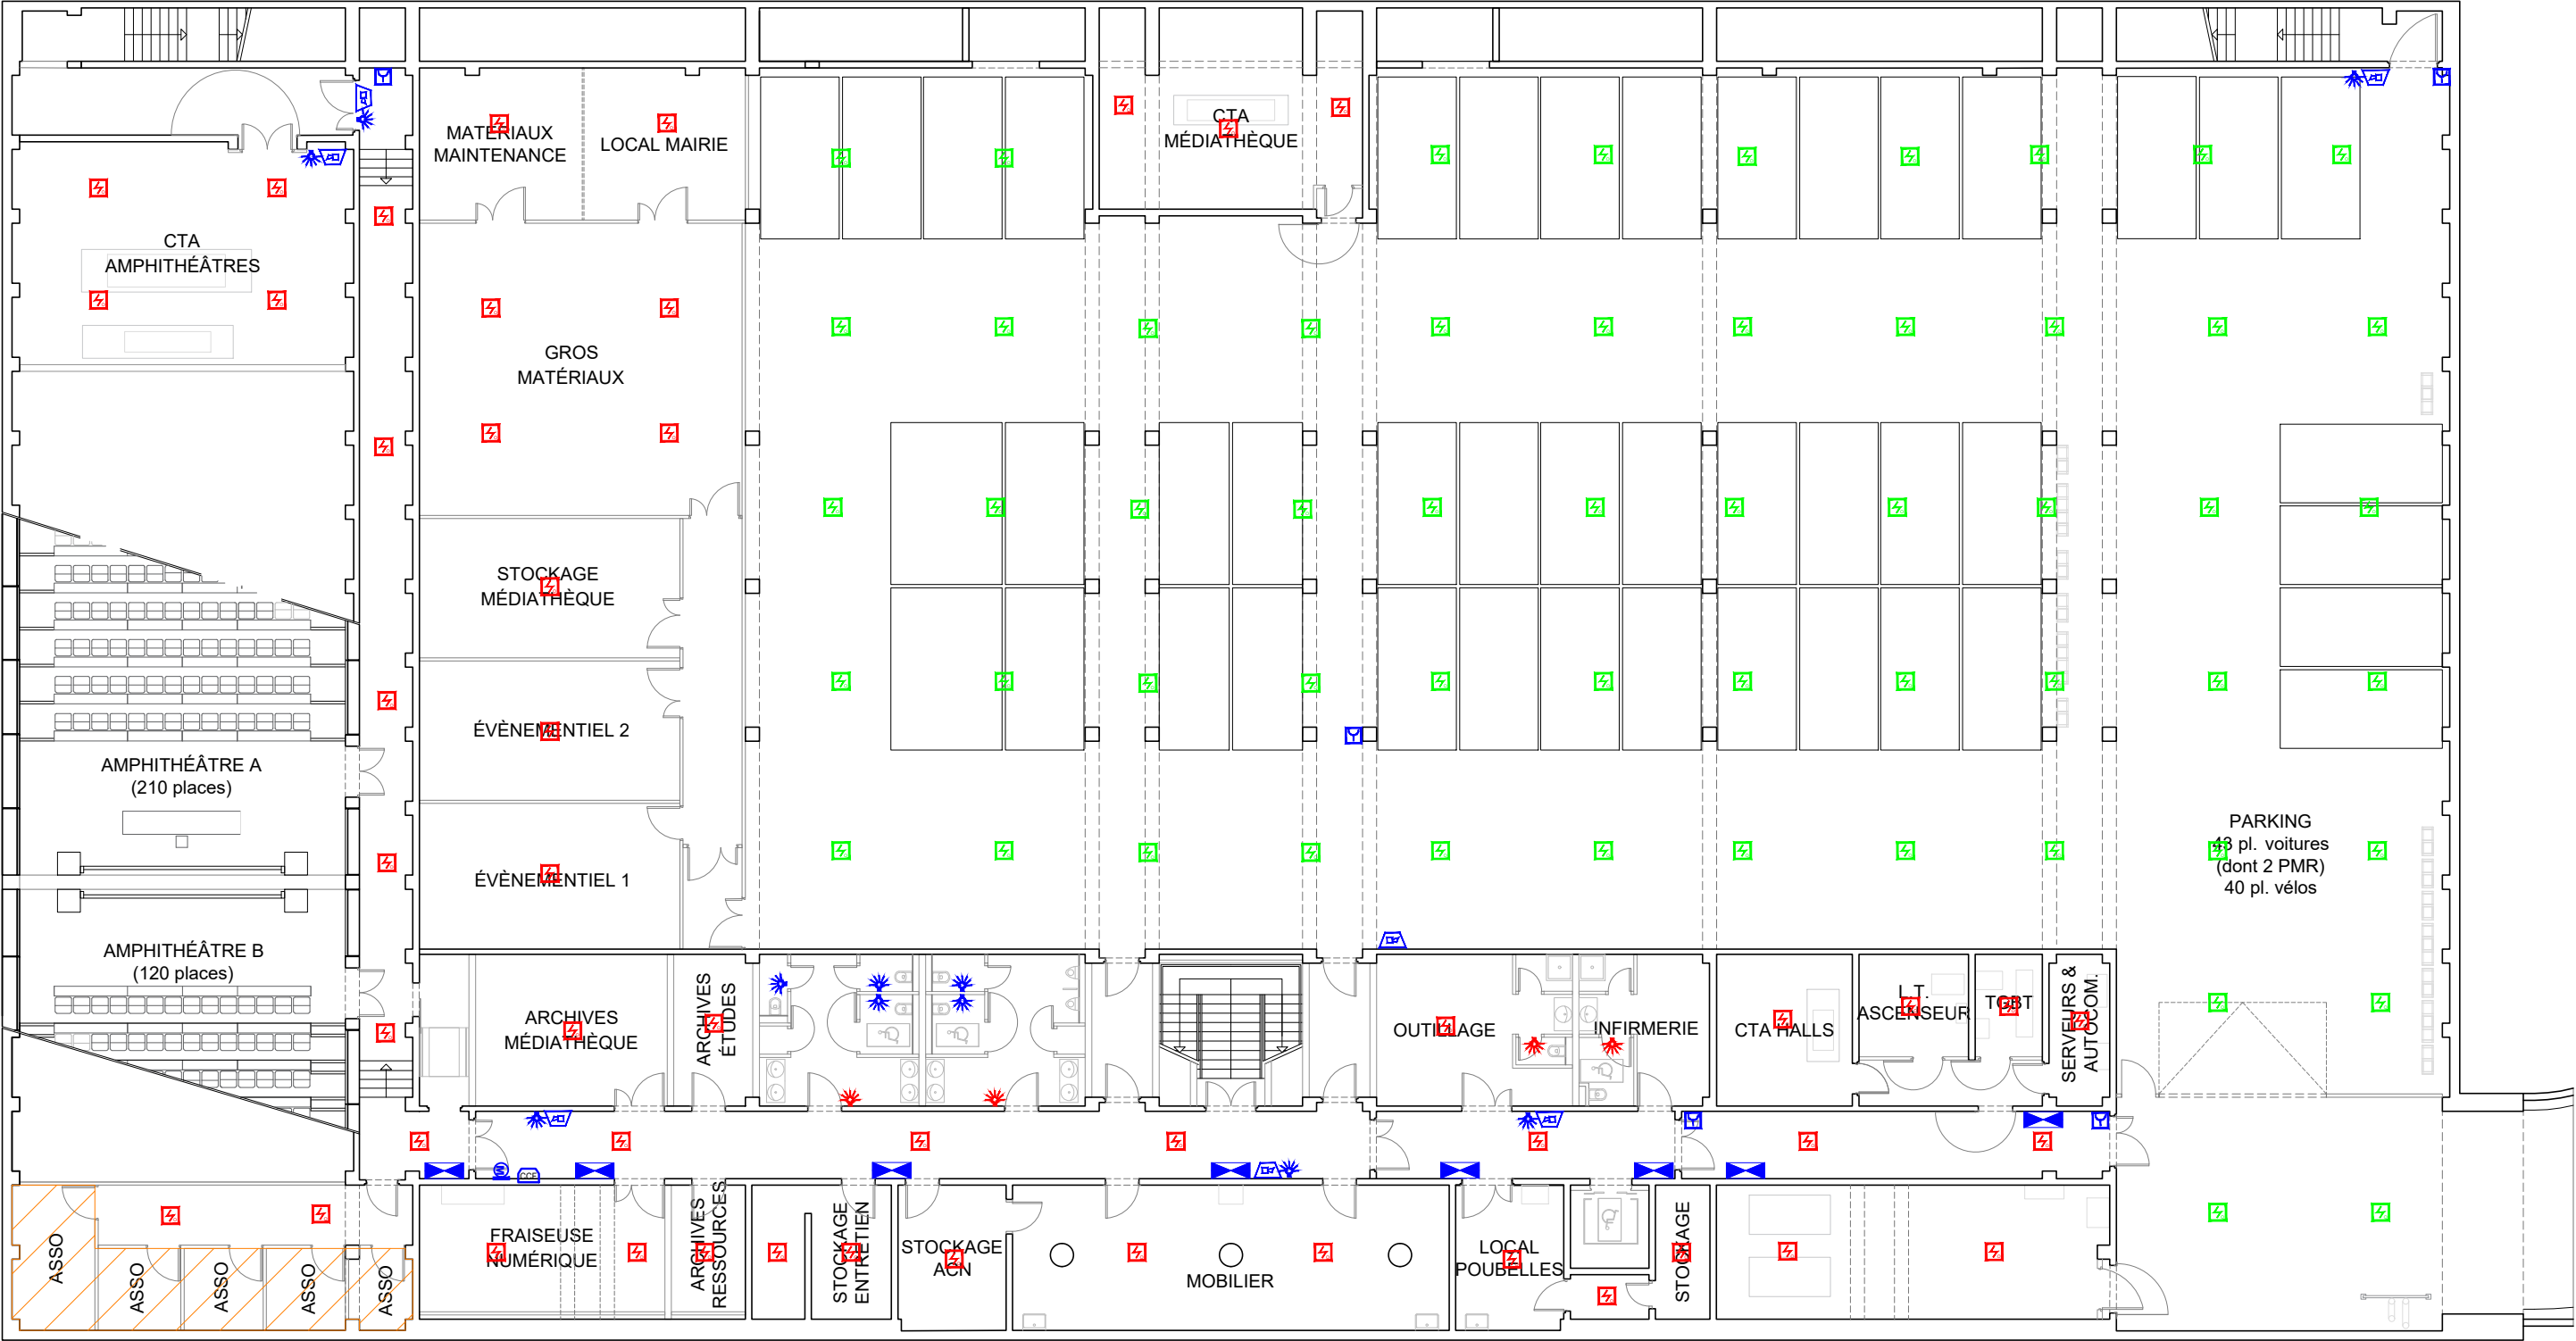 MATÉRIAUX
MAINTENANCE
LOCAL MAIRIE
CTA
MÉDIATHÈQUE
CTA
AMPHITHÉÂTRES
GROS
MATÉRIAUX
STOCKAGE
MÉDIATHÈQUE
ÉVÈNEMENTIEL 2
AMPHITHÉÂTRE A
(210 places)
ÉVÈNEMENTIEL 1
PARKING
43 pl. voitures
(dont 2 PMR)
40 pl. vélos
AMPHITHÉÂTRE B
(120 places)
ARCHIVES
MÉDIATHÈQUE
ARCHIVES
ÉTUDES
OUTILLAGE
INFIRMERIE
CTA HALLS
L.T.
ASCENSEUR
TGBT
SERVEURS &
AUTOCOM.
CCF
ASSO
ASSO
ASSO
ASSO
ASSO
FRAISEUSE
NUMÉRIQUE
ARCHIVES
RESSOURCES
STOCKAGE
ENTRETIEN
STOCKAGE
ACN
MOBILIER
LOCAL
POUBELLES
STOCKAGE